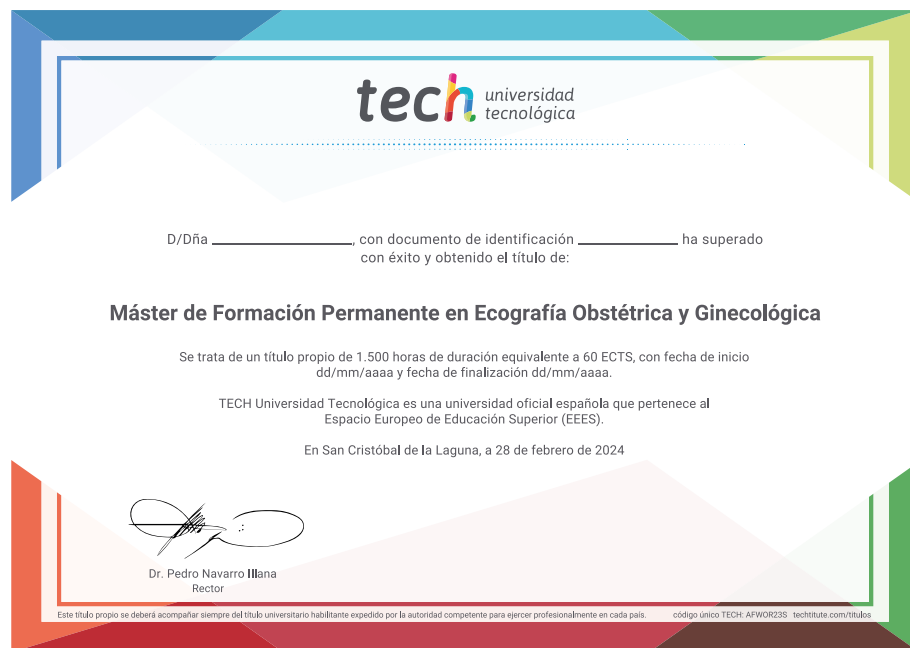 tech universidad
tecnológica
D/Dña ____________________, con documento de identificación ______________ ha superado
con éxito y obtenido el título de:
Máster de Formación Permanente en Ecografía Obstétrica y Ginecológica
Se trata de un título propio de 1.500 horas de duración equivalente a 60 ECTS, con fecha de inicio
dd/mm/aaaa y fecha de finalización dd/mm/aaaa.
TECH Universidad Tecnológica es una universidad oficial española que pertenece al
Espacio Europeo de Educación Superior (EEES).
En San Cristóbal de la Laguna, a 28 de febrero de 2024
Dr. Pedro Navarro Illana
Rector
Este título propio se deberá acompañar siempre del título universitario habilitante expedido por la autoridad competente para ejercer profesionalmente en cada país. código único TECH: AFWOR23S techtitute.com/titulos